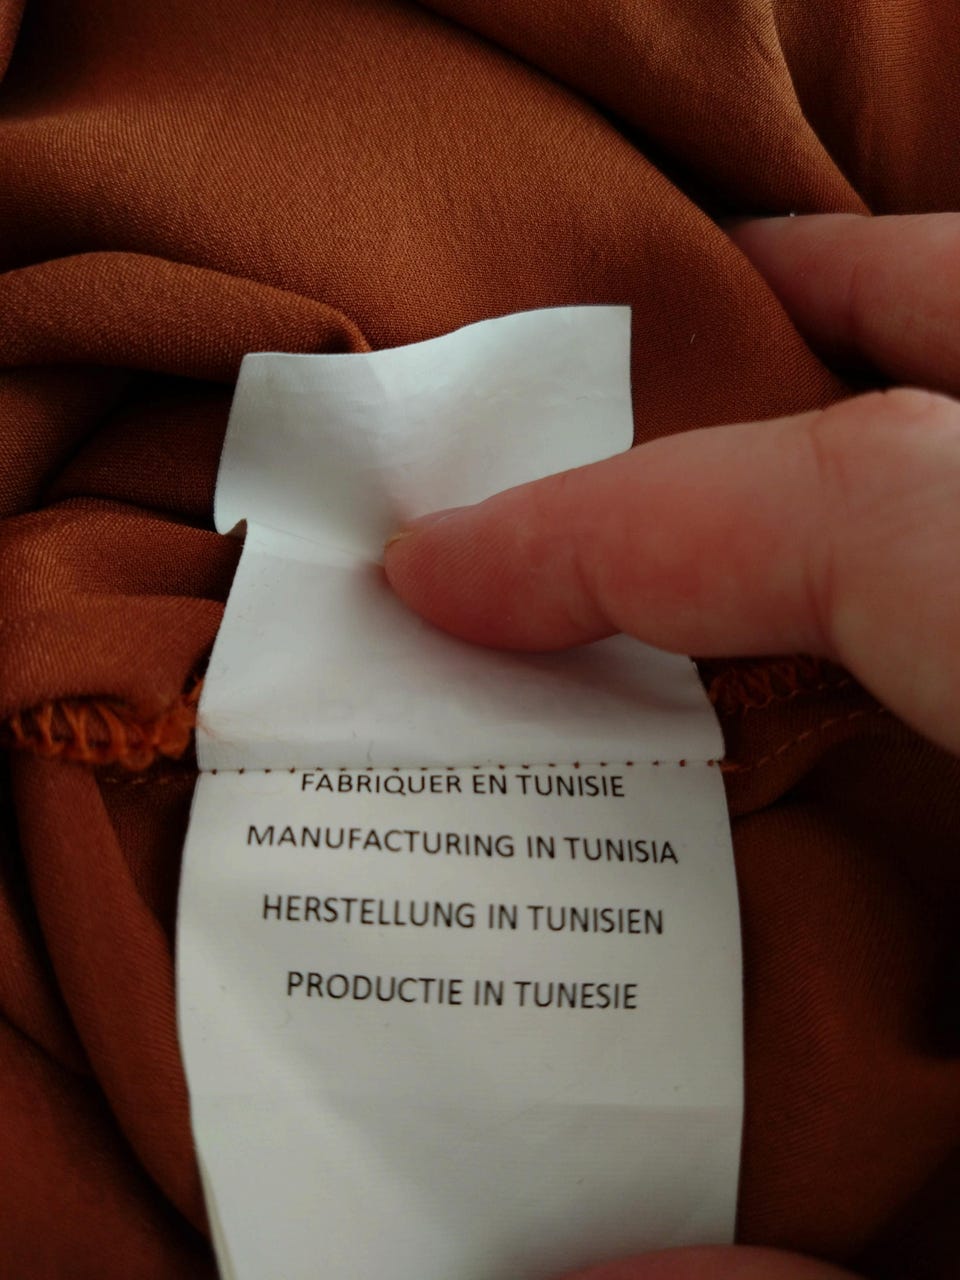 FABRIQUER EN TUNISIE
MANUFACTURING IN TUNISIA
HERSTELLUNG IN TUNISIEN
PRODUCTIE IN TUNESIE